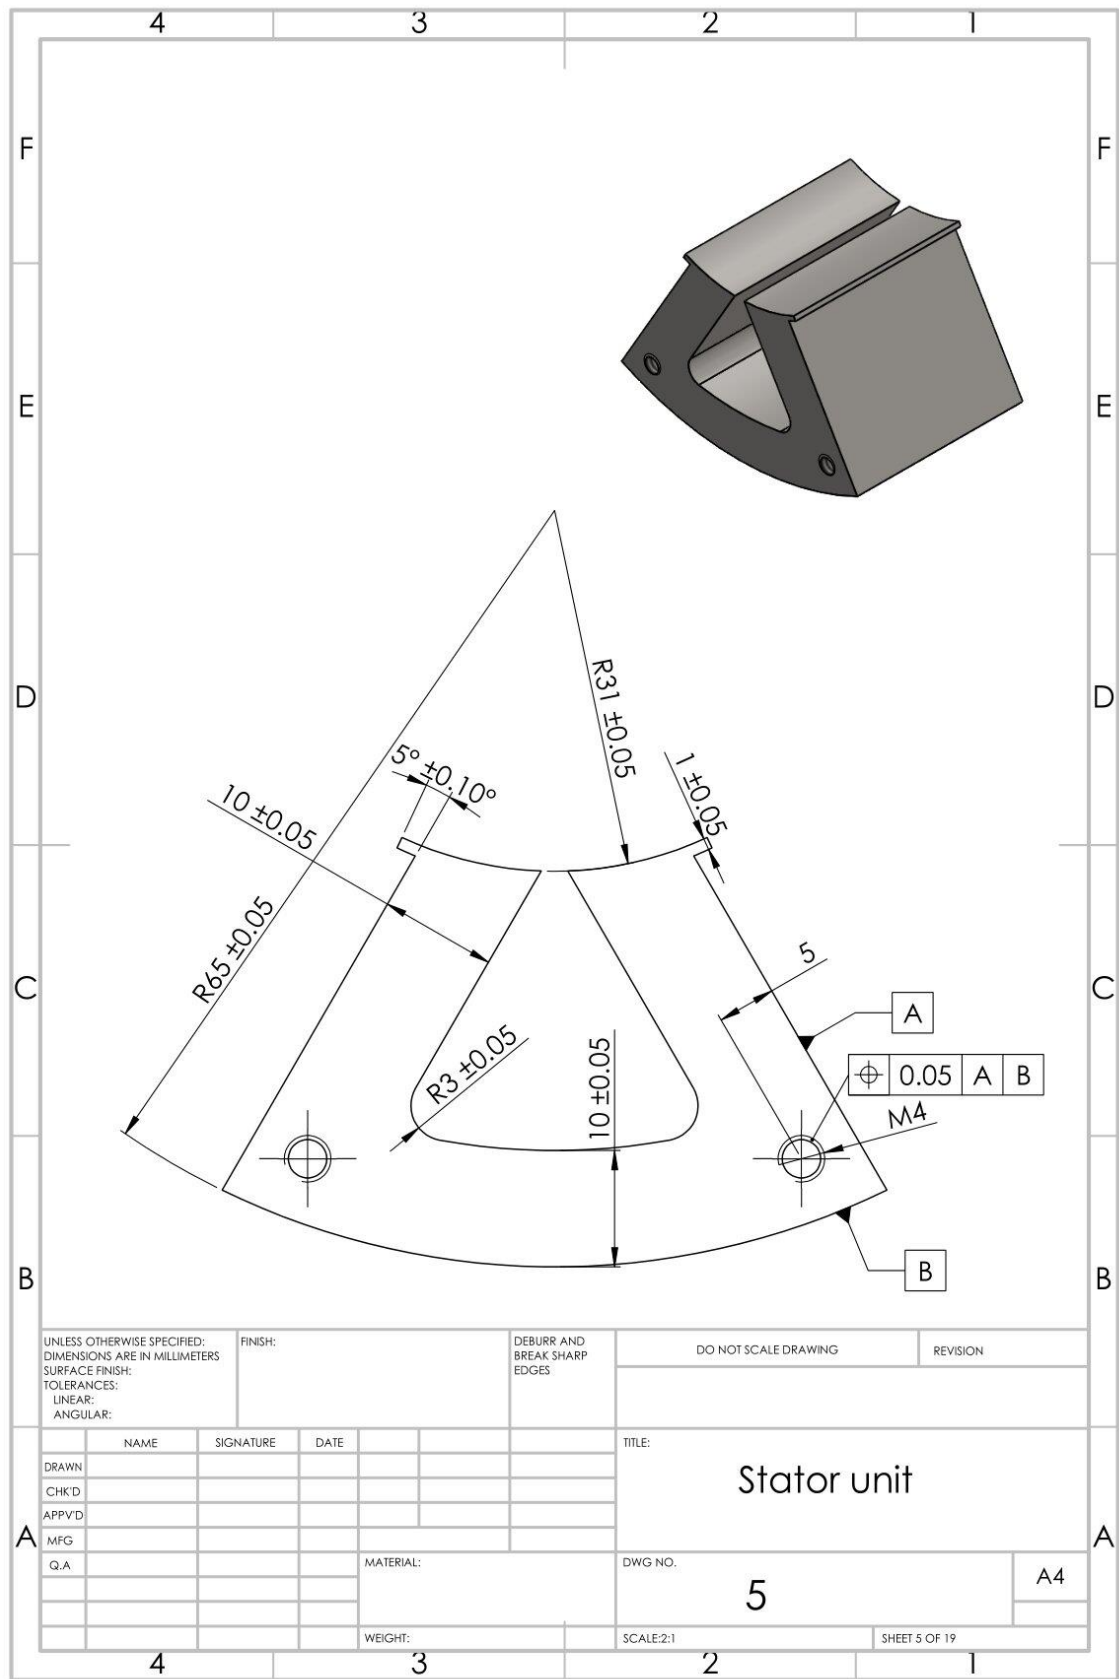 4 3 2 1
F F
E E
D D
C C
B B
A A
R31 ±0.05
5° ±0.10°
1 ±0.05
10 ±0.05
R65 ±0.05
5
A
R3 ±0.05
10 ±0.05
0.05 A B
M4
B
UNLESS OTHERWISE SPECIFIED:
DIMENSIONS ARE IN MILLIMETERS
SURFACE FINISH:
TOLERANCES:
LINEAR:
ANGULAR:
FINISH:
DEBURR AND
BREAK SHARP
EDGES
DO NOT SCALE DRAWING
REVISION
NAME SIGNATURE DATE
DRAWN
CHK'D
APPV'D
MFG
Q.A
TITLE:
Stator unit
MATERIAL:
DWG NO.
5
A4
WEIGHT:
SCALE:2:1
SHEET 5 OF 19
4 3 2 1